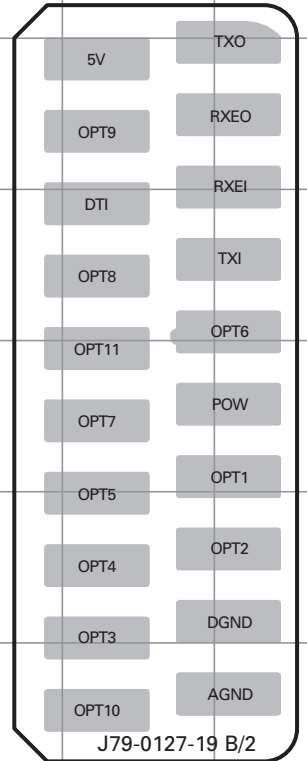 5V
TXO
OPT9
RXEO
DTI
RXEI
OPT8
TXI
OPT11
OPT6
OPT7
POW
OPT5
OPT1
OPT4
OPT2
OPT3
DGND
OPT10
AGND
J79-0127-19 B/2